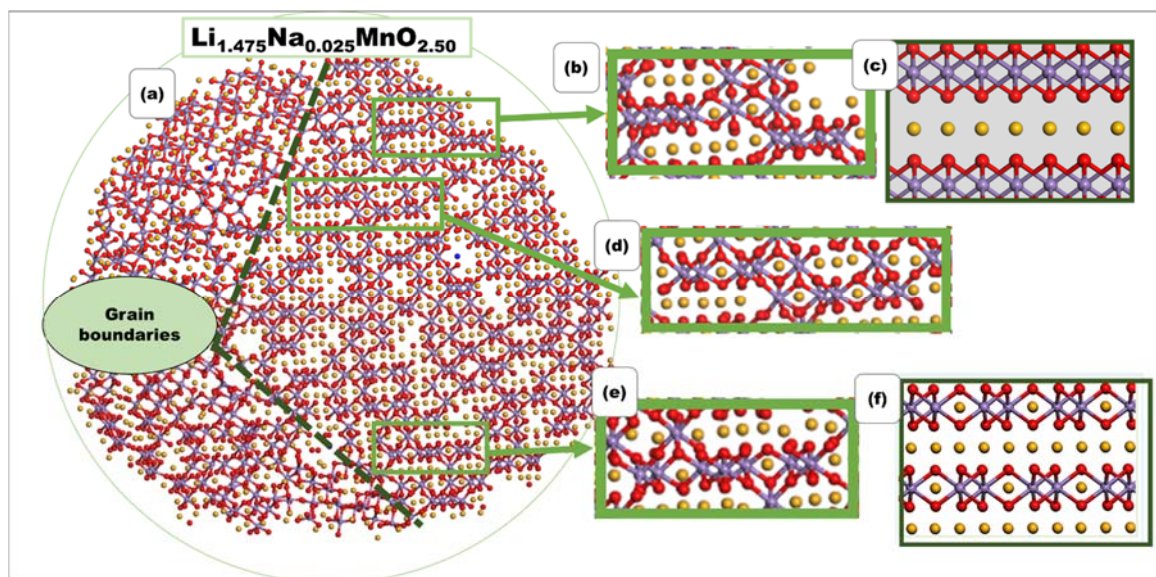 Li1.475Na0.025MnO2.50
(a)
(b)
(c)
(d)
Grain
boundaries
(e)
(f)